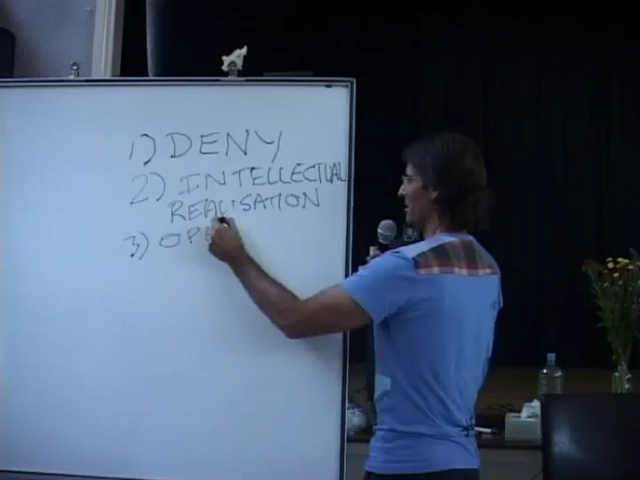 1) DENY
2) INTELLECTUAL
REALISATION
3) OP